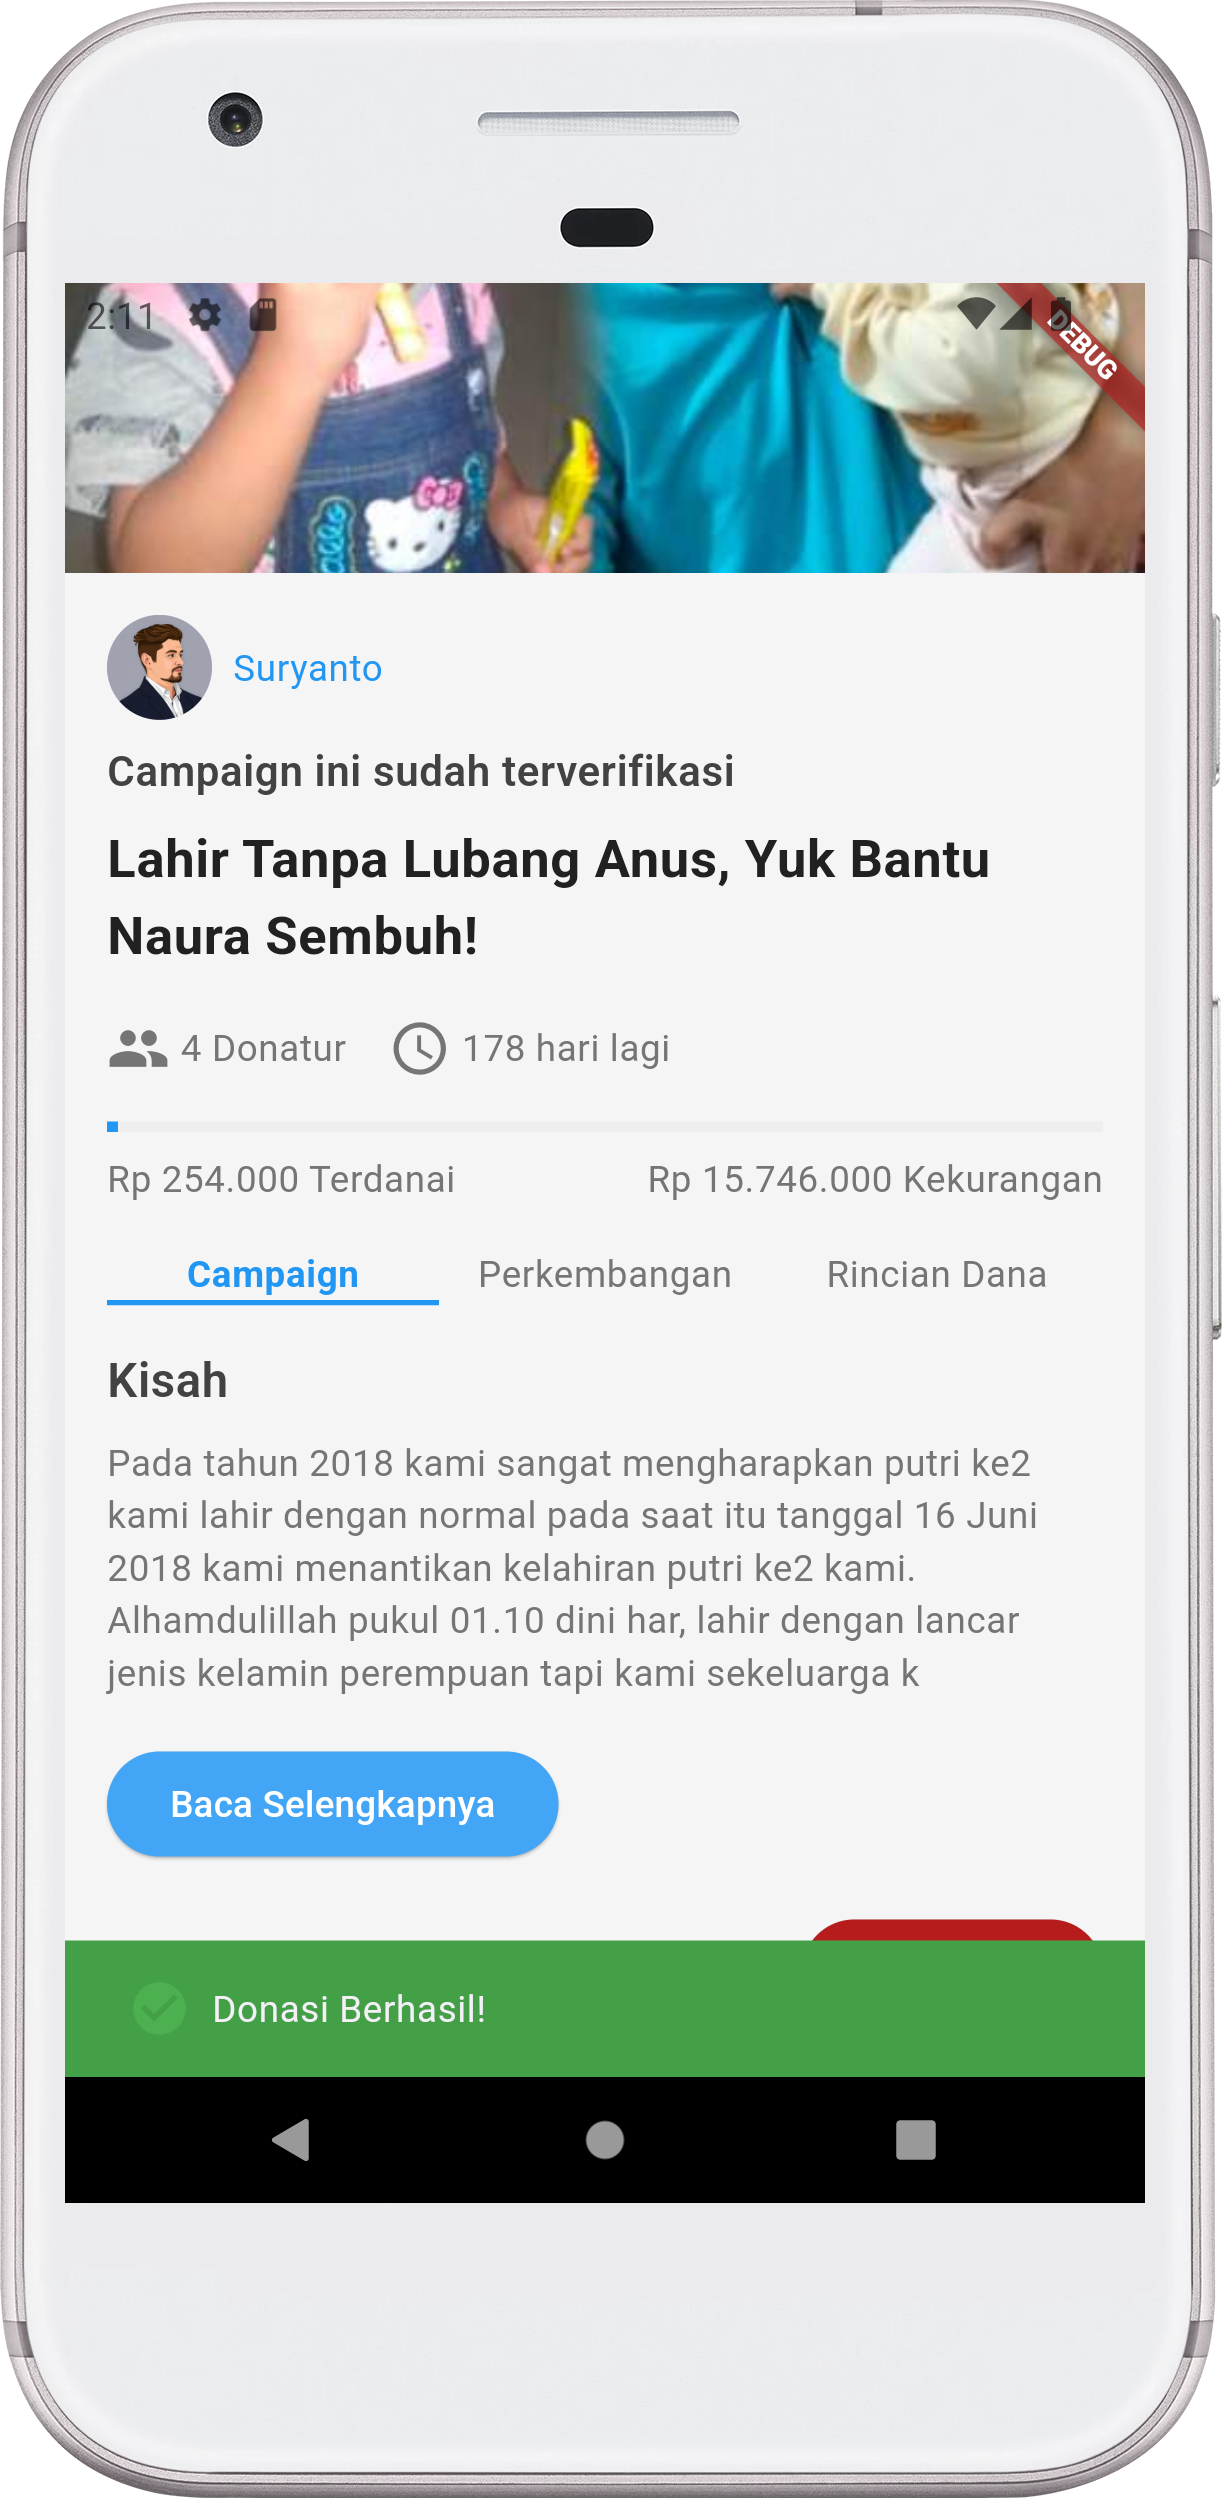 2:11
DEBUG
Suryanto
Campaign ini sudah terverifikasi
Lahir Tanpa Lubang Anus, Yuk Bantu
Naura Sembuh!
4 Donatur 178 hari lagi
Rp 254.000 Terdanai Rp 15.746.000 Kekurangan
Campaign Perkembangan Rincian Dana
Kisah
Pada tahun 2018 kami sangat mengharapkan putri ke2
kami lahir dengan normal pada saat itu tanggal 16 Juni
2018 kami menantikan kelahiran putri ke2 kami.
Alhamdulillah pukul 01.10 dini har, lahir dengan lancar
jenis kelamin perempuan tapi kami sekeluarga k
Baca Selengkapnya
Donasi Berhasil!